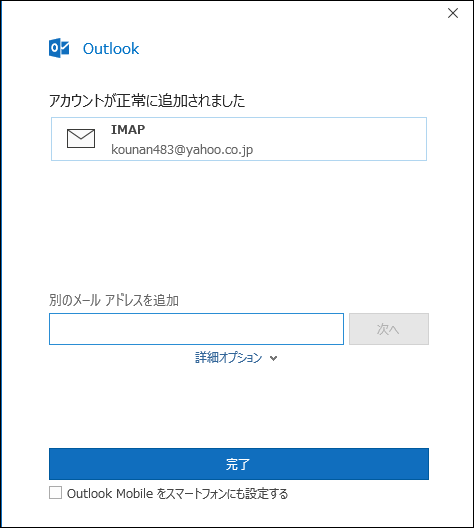 Outlook
アカウントが正常に追加されました
IMAP
kounan483@yahoo.co.jp
別のメール アドレスを追加
次へ
詳細オプション
完了
Outlook Mobile をスマートフォンにも設定する